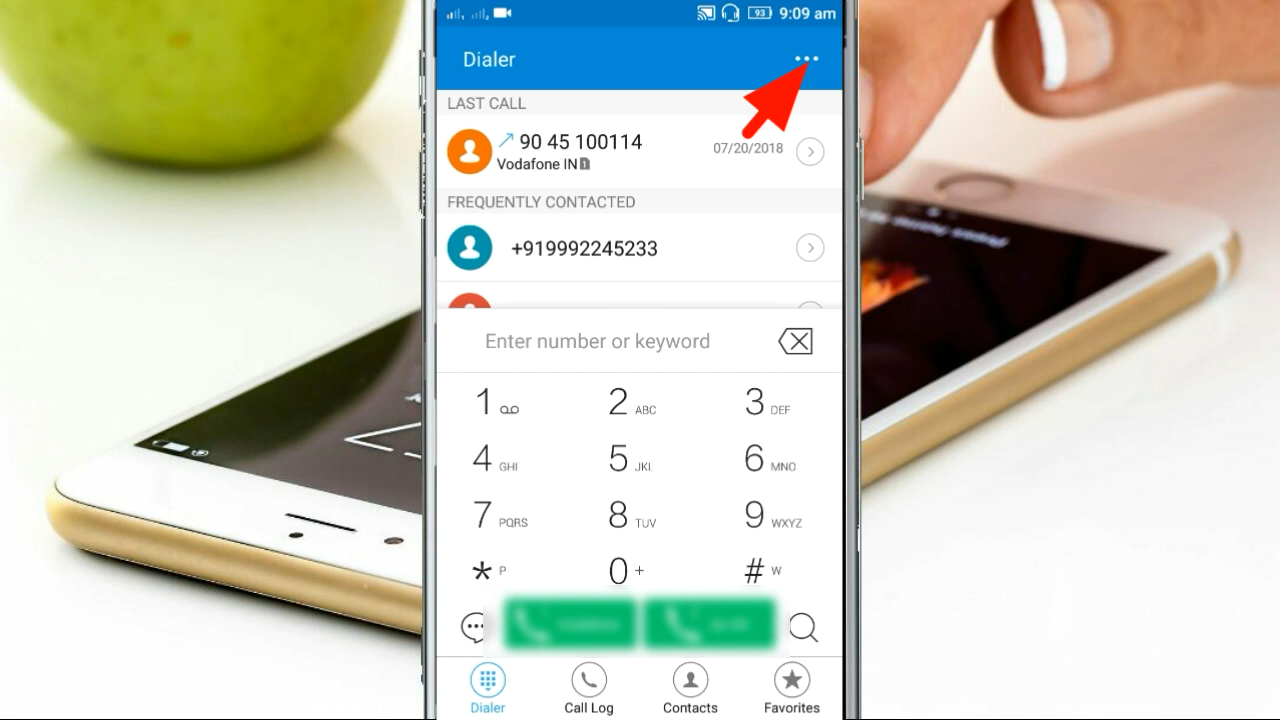 93 9:09 am
Dialer
LAST CALL
90 45 100114
07/20/2018
Vodafone IN 1
FREQUENTLY CONTACTED
+919992245233
Enter number or keyword
1
2 ABC
3 DEF
4 GHI
5 JKL
6 MNO
7 PQRS
8 TUV
9 WXYZ
* P
0 +
# W
Dialer
Call Log
Contacts
Favorites